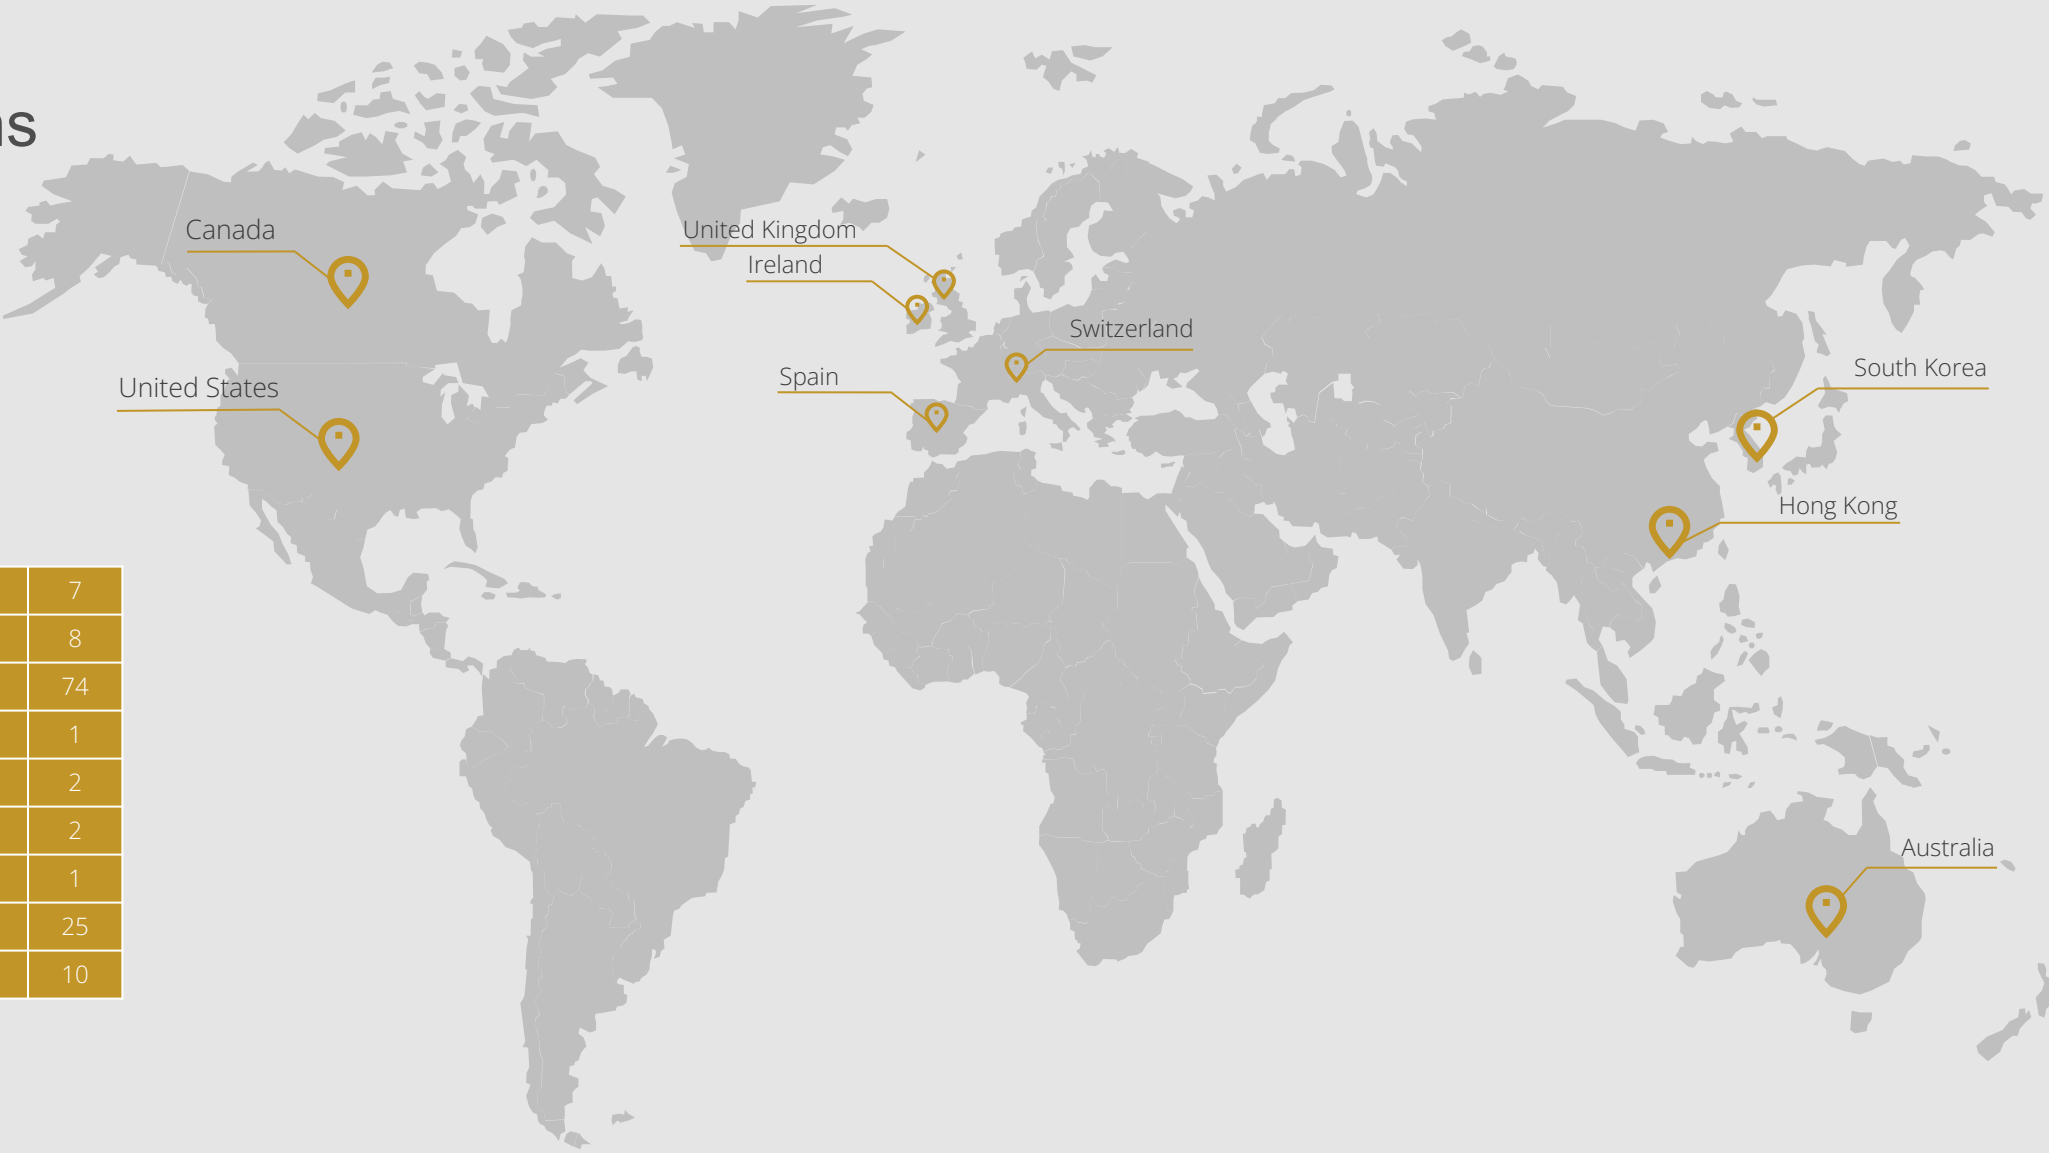 ns
Canada
United Kingdom
Ireland
Switzerland
South Korea
Spain
United States
Hong Kong
7
8
74
1
2
2
1
25
10
Australia